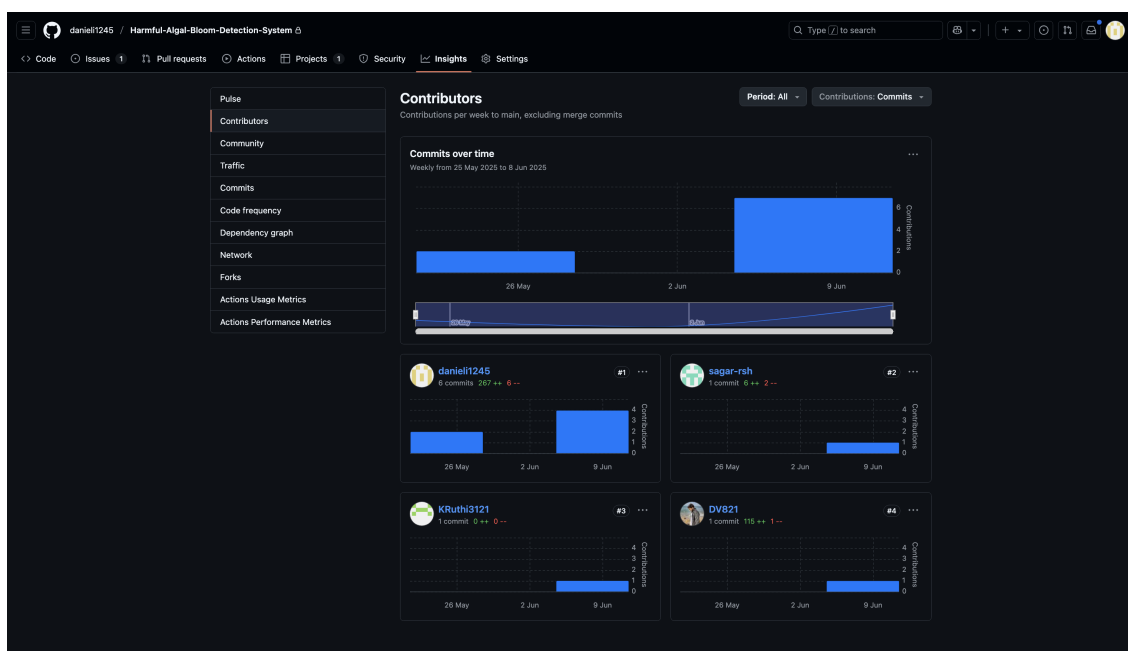 danieli1245 / Harmful-Algal-Bloom-Detection-System
Type / to search
Code Issues 1 Pull requests Actions Projects 1 Security Insights Settings
Pulse
Contributors
Community
Traffic
Commits
Code frequency
Dependency graph
Network
Forks
Actions Usage Metrics
Actions Performance Metrics
Contributors
Period: All
Contributions: Commits
Contributions per week to main, excluding merge commits
Commits over time
Weekly from 25 May 2025 to 8 Jun 2025
6
4
2
0
Contributions
26 May 2 Jun 9 Jun
26 May 2 Jun
danieli1245 #1
6 commits 267 ++ 6 --
4
3
2
1
0
Contributions
26 May 2 Jun 9 Jun
sagar-rsh #2
1 commit 6 ++ 2 --
4
3
2
1
0
Contributions
26 May 2 Jun 9 Jun
KRuthi3121 #3
1 commit 0 ++ 0 --
4
3
2
1
0
Contributions
26 May 2 Jun 9 Jun
DV821 #4
1 commit 115 ++ 1 --
4
3
2
1
0
Contributions
26 May 2 Jun 9 Jun